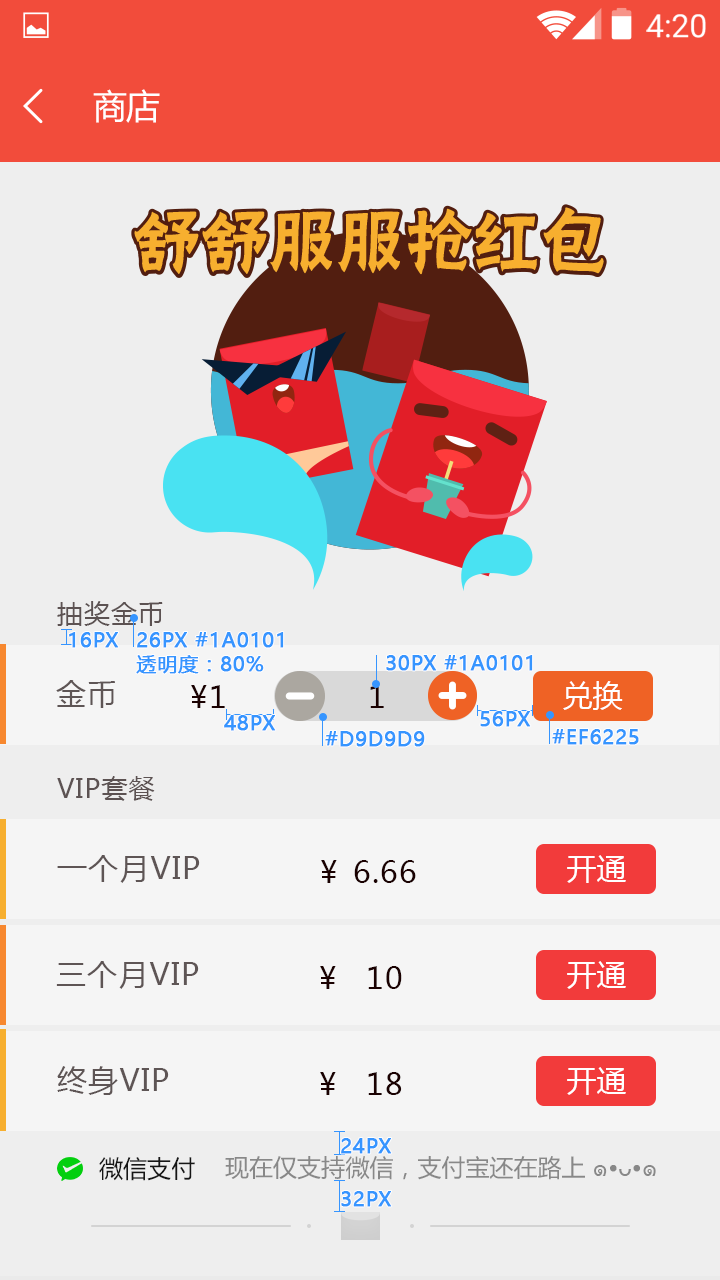 4:20
商店
舒舒服服抢红包
抽奖金币
16PX 26PX #1A0101
透明度：80% 30PX #1A0101
金币 ¥1 1 兑换
48PX 56PX
#D9D9D9 #EF6225
VIP套餐
一个月VIP ¥ 6.66 开通
三个月VIP ¥ 10 开通
终身VIP ¥ 18 开通
24PX
微信支付 现在仅支持微信，支付宝还在路上 ๑•ᴗ•๑
32PX